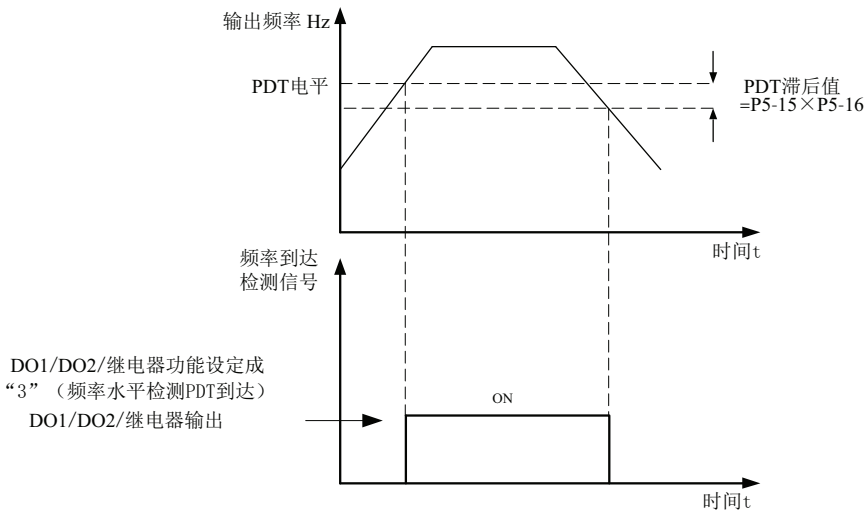 输出频率 Hz
PDT电平
PDT滞后值
=P5-15×P5-16
时间t
频率到达
检测信号
DO1/DO2/继电器功能设定成
“3”（频率水平检测PDT到达）
DO1/DO2/继电器输出
ON
时间t